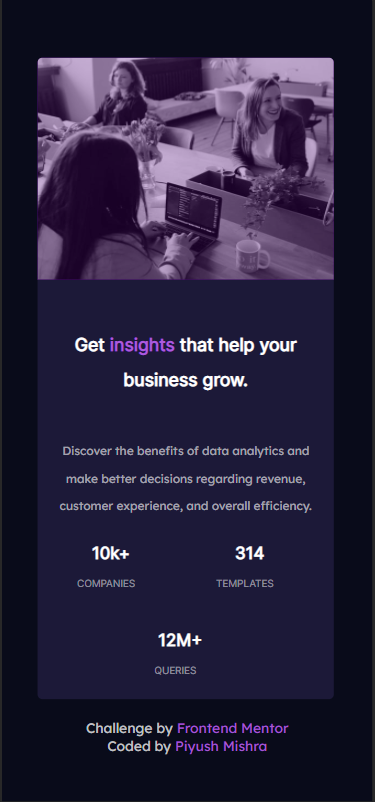 Get insights that help your
business grow.
Discover the benefits of data analytics and
make better decisions regarding revenue,
customer experience, and overall efficiency.
10k+
COMPANIES
314
TEMPLATES
12M+
QUERIES
Challenge by Frontend Mentor
Coded by Piyush Mishra